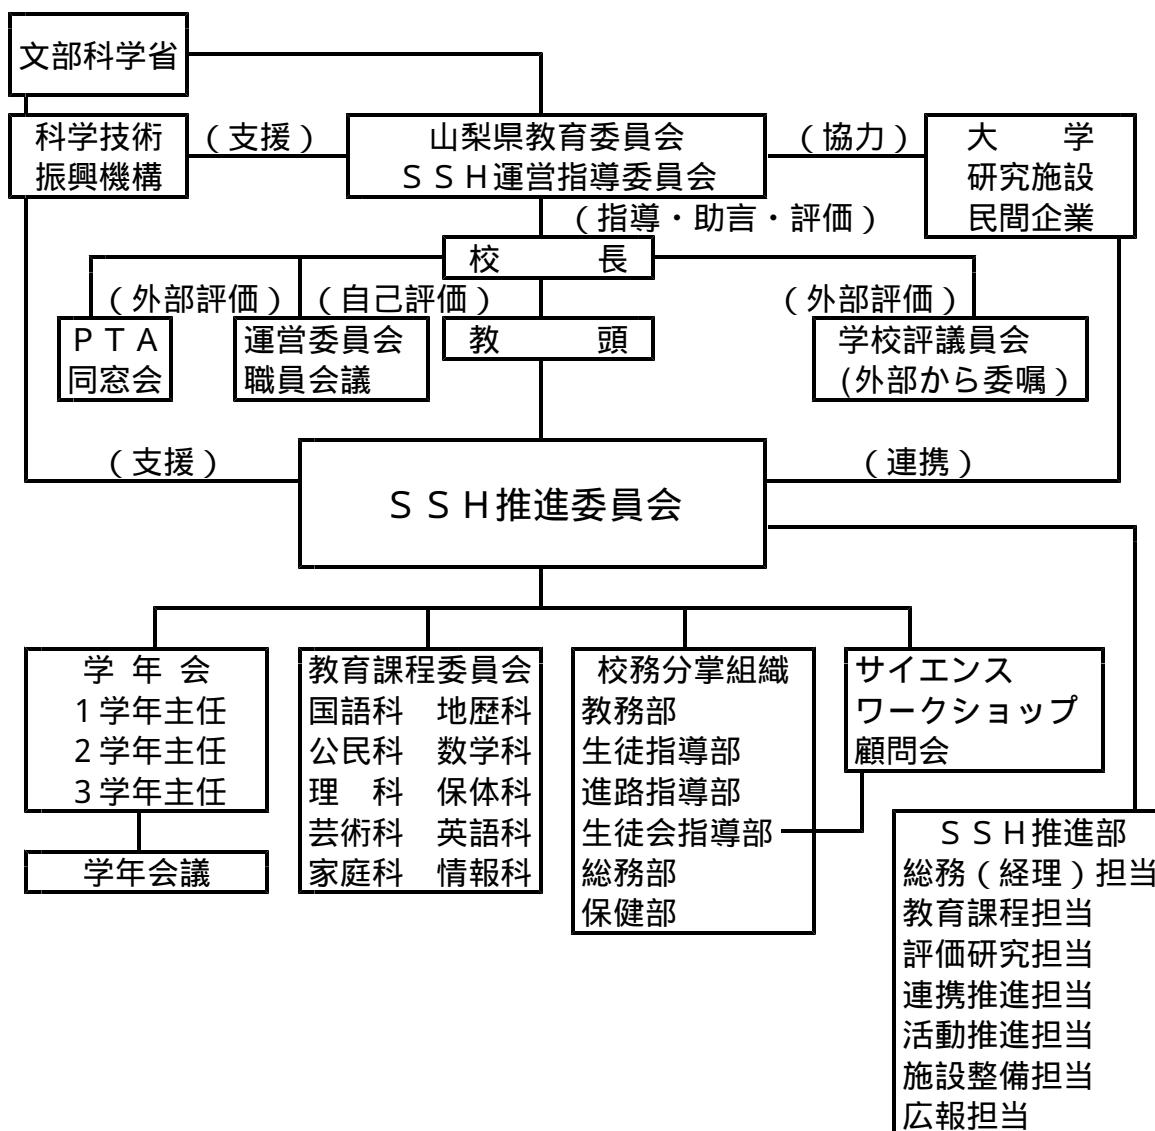 文部科学省
科学技術
振興機構
（支援）
山梨県教育委員会
ＳＳＨ運営指導委員会
（協力）
大　　学
研究施設
民間企業
（指導・助言・評価）
校　　　長
（外部評価）
（自己評価）
（外部評価）
ＰＴＡ
同窓会
運営委員会
職員会議
教　　　頭
学校評議員会
(外部から委嘱）
（支援）
（連携）
ＳＳＨ推進委員会
学 年 会
1学年主任
2学年主任
3学年主任
学年会議
教育課程委員会
国語科　地歴科
公民科　数学科
理　科　保体科
芸術科　英語科
家庭科　情報科
校務分掌組織
教務部
生徒指導部
進路指導部
生徒会指導部
総務部
保健部
サイエンス
ワークショップ
顧問会
ＳＳＨ推進部
総務（経理）担当
教育課程担当
評価研究担当
連携推進担当
活動推進担当
施設整備担当
広報担当